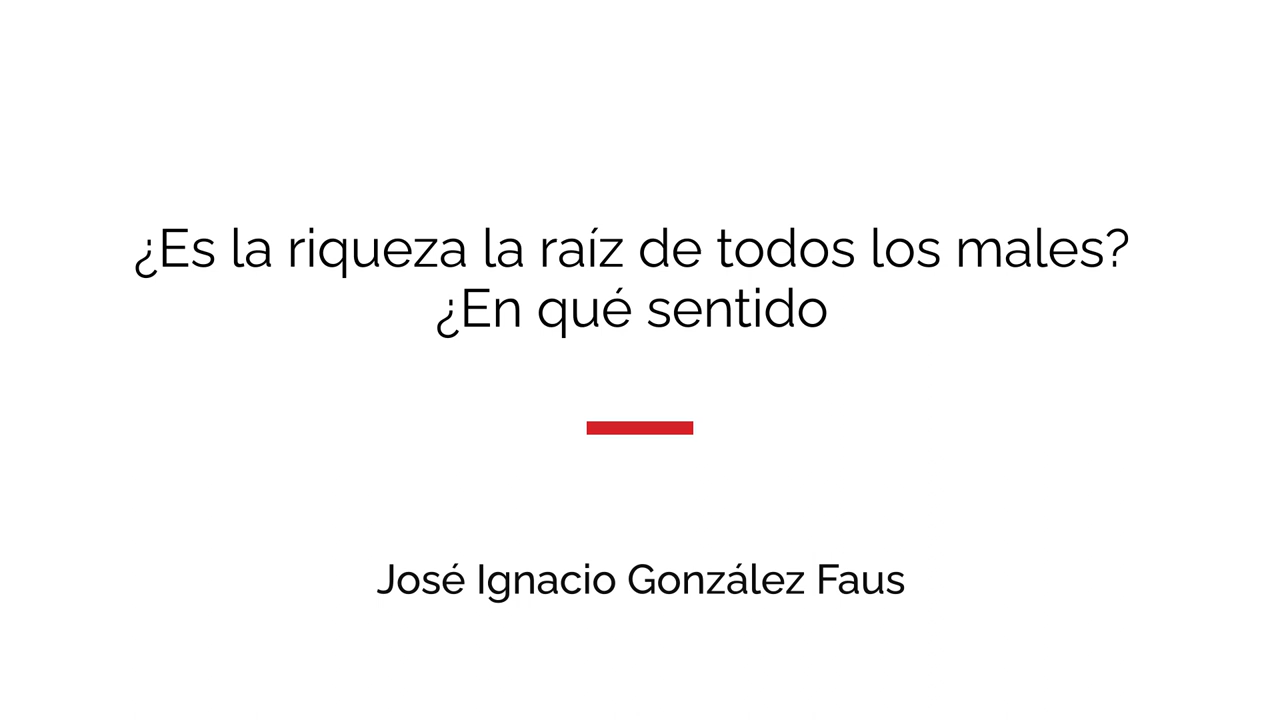 ¿Es la riqueza la raíz de todos los males?
¿En qué sentido
José Ignacio González Faus